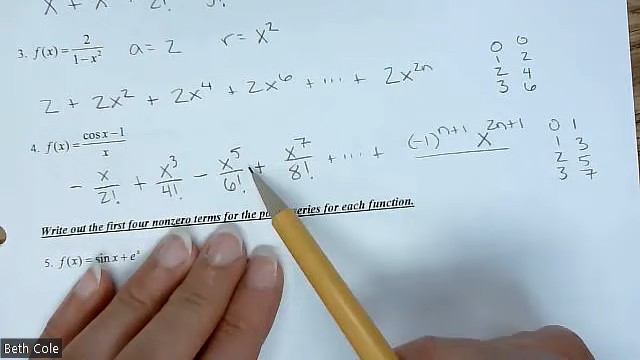 x + x 2! 3!
3. f(x) = 2/(1-x²) a = 2 r = x²
0 0
1 2
2 4
3 6
2 + 2x² + 2x⁴ + 2x⁶ + ... + 2x²ⁿ
4. f(x) = (cos x - 1)/x
- x/2! + x³/4! - x⁵/6! + x⁷/8! + ... + (-1)ⁿ⁺¹ x²ⁿ⁺¹
0 1
1 3
2 5
3 7
Write out the first four nonzero terms for the series for each function.
5. f(x) = sin x + eˣ
Beth Cole